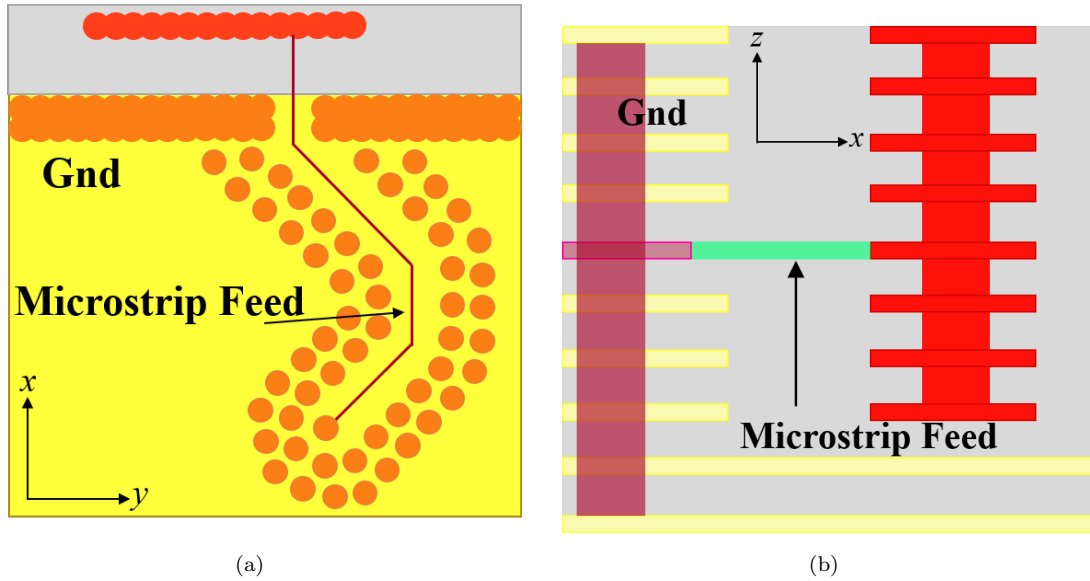 Gnd
Microstrip Feed
x
y
(a)
z
Gnd
x
Microstrip Feed
(b)